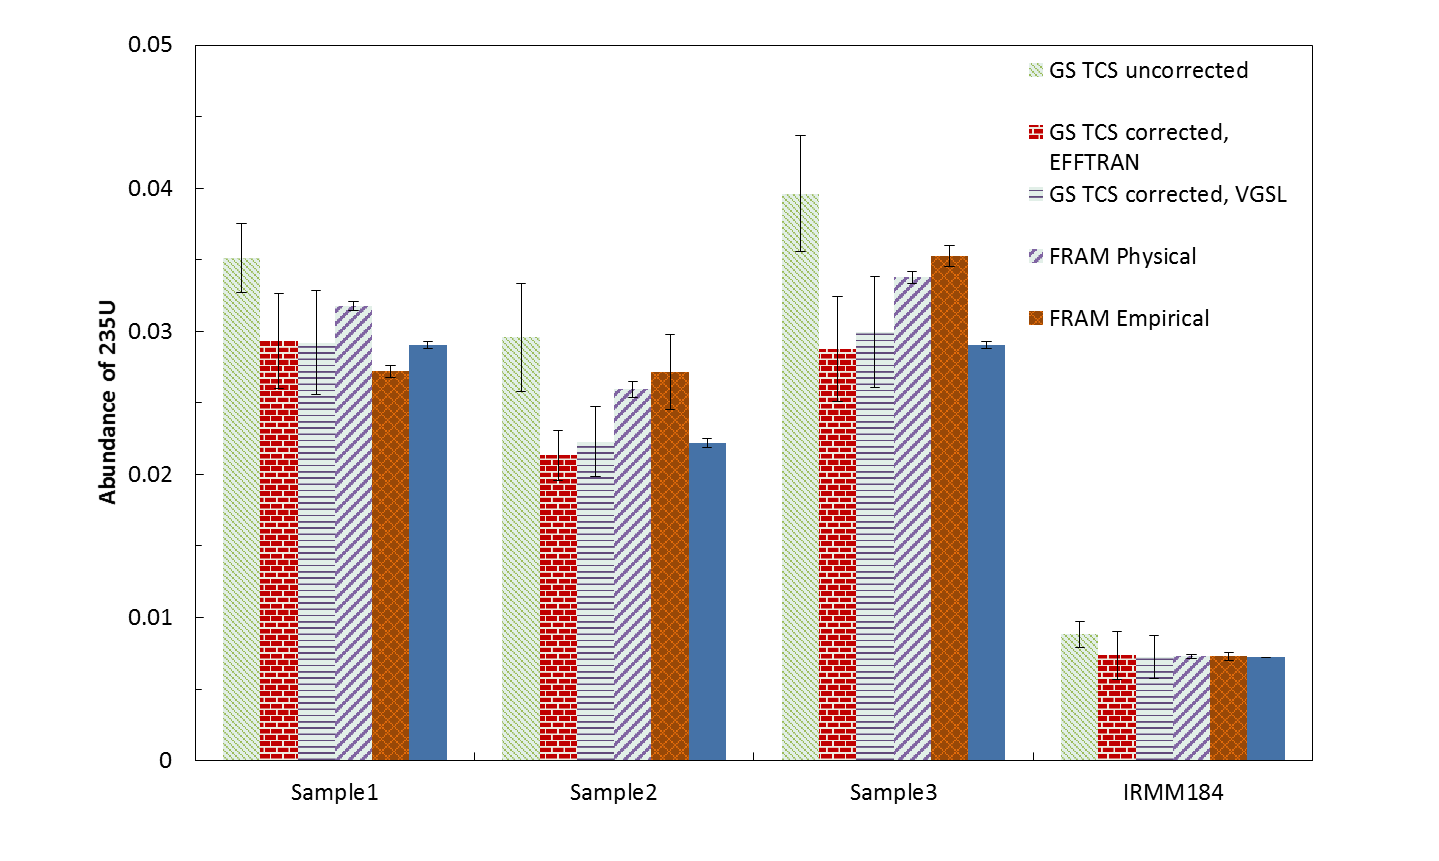 0.05
0.04
0.03
0.02
0.01
0
Abundance of 235U
GS TCS uncorrected
GS TCS corrected,
EFFTRAN
GS TCS corrected, VGSL
FRAM Physical
FRAM Empirical
Sample1
Sample2
Sample3
IRMM184